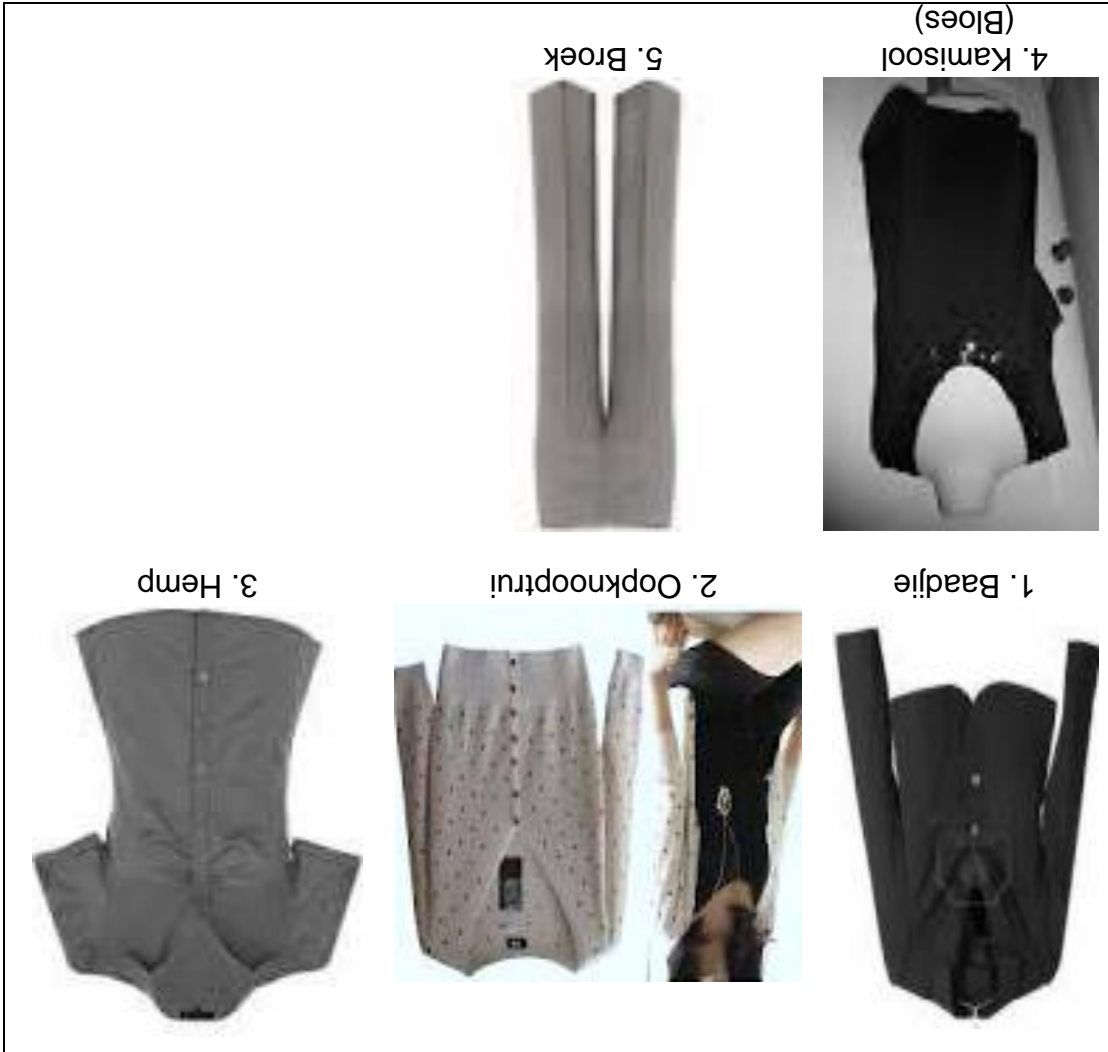 1. Baadjie
2. Oopknooptrui
3. Hemp
4. Kamisool
(Bloes)
5. Broek